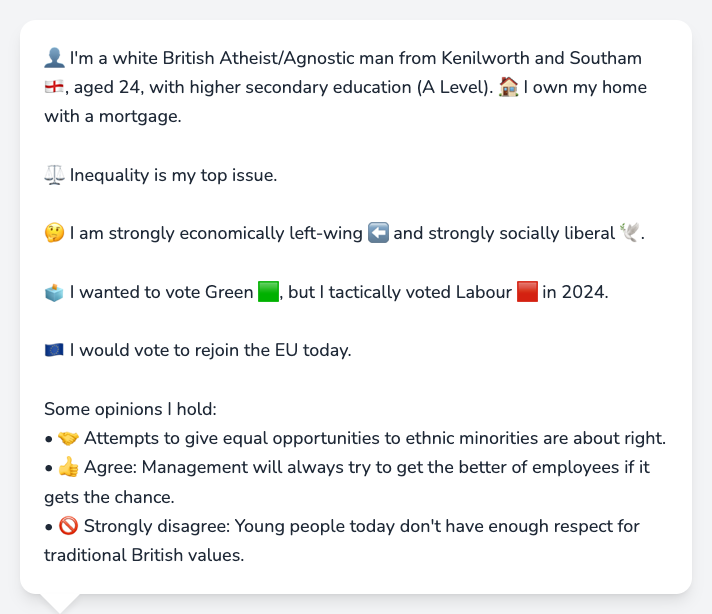 👤 I'm a white British Atheist/Agnostic man from Kenilworth and Southam
🏴󠁧󠁢󠁥󠁮󠁧󠁿, aged 24, with higher secondary education (A Level). 🏠 I own my home
with a mortgage.
⚖️ Inequality is my top issue.
🤔 I am strongly economically left-wing ⬅️ and strongly socially liberal 🕊️.
🗳️ I wanted to vote Green 🟩, but I tactically voted Labour 🟥 in 2024.
🇪🇺 I would vote to rejoin the EU today.
Some opinions I hold:
• 🤝 Attempts to give equal opportunities to ethnic minorities are about right.
• 👍 Agree: Management will always try to get the better of employees if it
gets the chance.
• 🚫 Strongly disagree: Young people today don't have enough respect for
traditional British values.